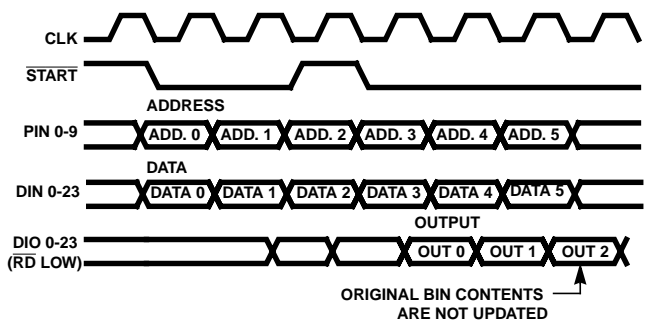 CLK
START
ADDRESS
PIN 0-9
ADD. 0 ADD. 1 ADD. 2 ADD. 3 ADD. 4 ADD. 5
DATA
DIN 0-23
DATA 0 DATA 1 DATA 2 DATA 3 DATA 4 DATA 5
OUTPUT
DIO 0-23
(RD LOW)
OUT 0 OUT 1 OUT 2
ORIGINAL BIN CONTENTS
ARE NOT UPDATED